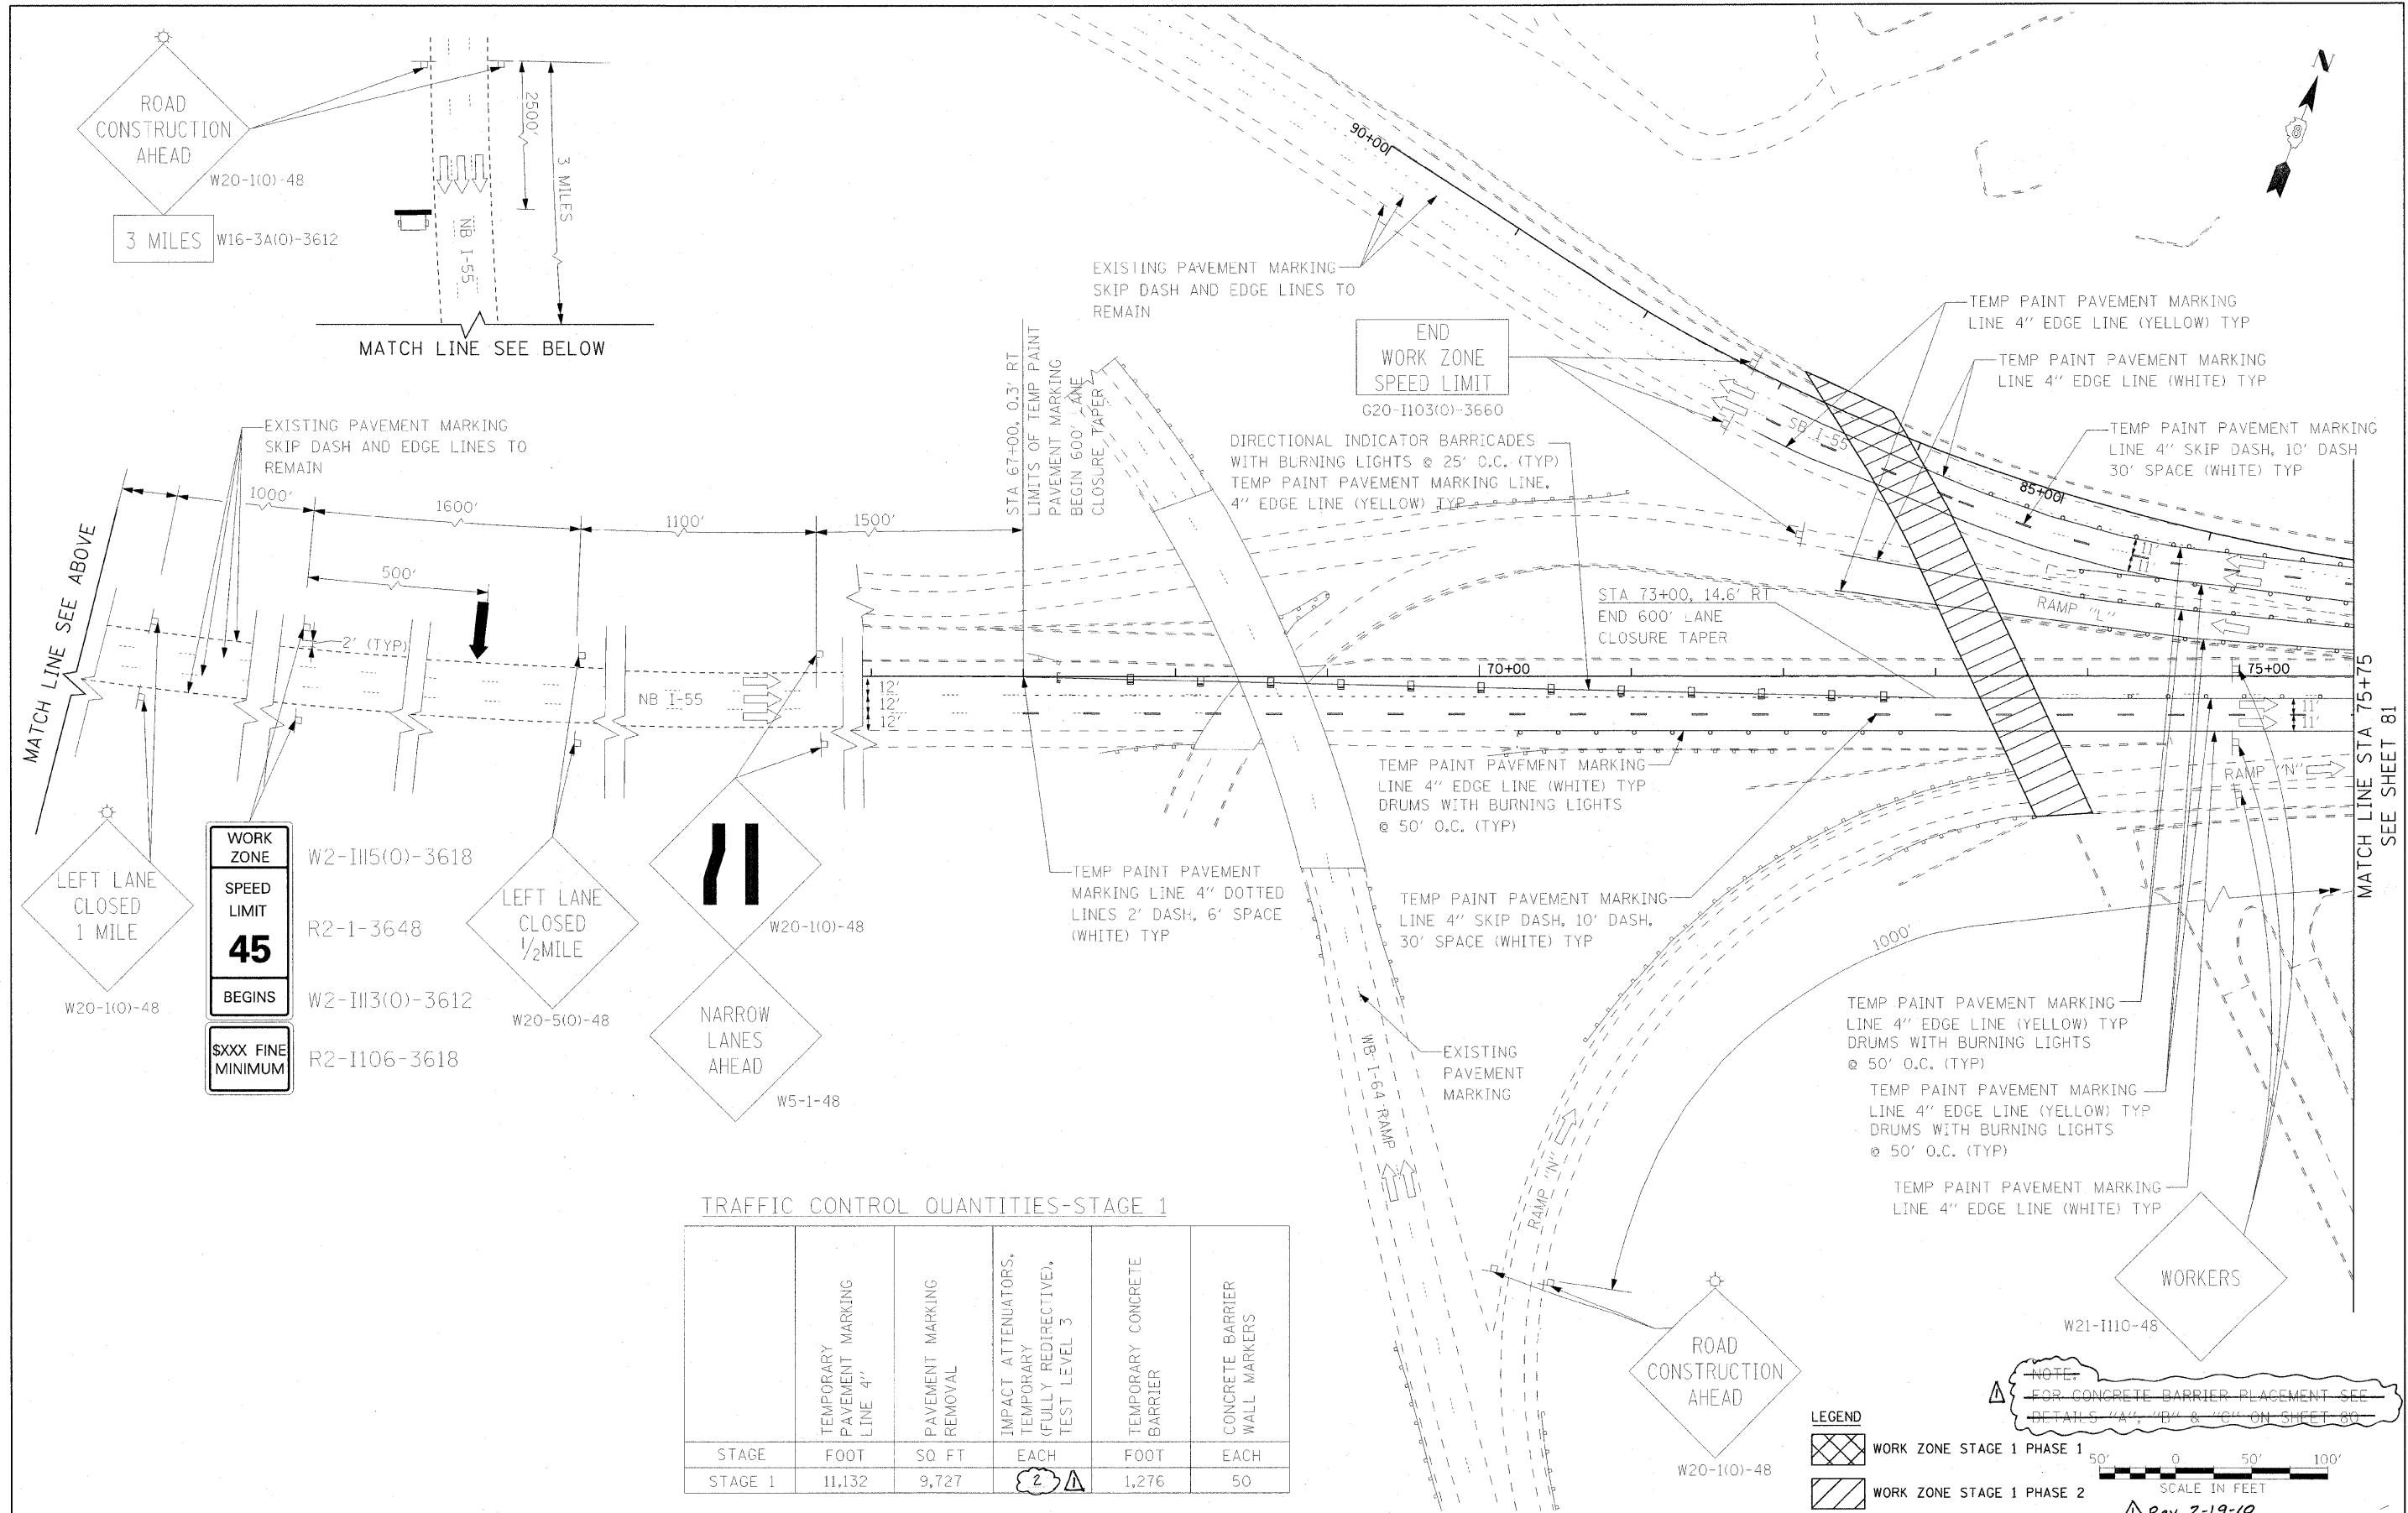 ROAD
CONSTRUCTION
AHEAD
W20-1(O)-48
3 MILES
W16-3A(O)-3612
2500'
3 MILES
NB I-55
MATCH LINE SEE BELOW
N
8
90+00
EXISTING PAVEMENT MARKING
SKIP DASH AND EDGE LINES TO
REMAIN
END
WORK ZONE
SPEED LIMIT
G20-I103(O)-3660
TEMP PAINT PAVEMENT MARKING
LINE 4" EDGE LINE (YELLOW) TYP
TEMP PAINT PAVEMENT MARKING
LINE 4" EDGE LINE (WHITE) TYP
TEMP PAINT PAVEMENT MARKING
LINE 4" SKIP DASH, 10' DASH
30' SPACE (WHITE) TYP
SB I-55
85+00
STA 67+00, 0.3' RT
LIMITS OF TEMP PAINT
PAVEMENT MARKING
BEGIN 600' LANE
CLOSURE TAPER
DIRECTIONAL INDICATOR BARRICADES
WITH BURNING LIGHTS @ 25' O.C. (TYP)
TEMP PAINT PAVEMENT MARKING LINE,
4" EDGE LINE (YELLOW) TYP
EXISTING PAVEMENT MARKING
SKIP DASH AND EDGE LINES TO
REMAIN
1000'
1600'
1100'
1500'
500'
2' (TYP)
MATCH LINE SEE ABOVE
NB I-55
12'
12'
12'
STA 73+00, 14.6' RT
END 600' LANE
CLOSURE TAPER
RAMP "L"
11'
11'
70+00
75+00
11'
11'
RAMP "N"
MATCH LINE STA 75+75
SEE SHEET 81
LEFT LANE
CLOSED
1 MILE
W20-1(O)-48
WORK
ZONE
SPEED
LIMIT
45
BEGINS
$XXX FINE
MINIMUM
W2-I115(O)-3618
R2-1-3648
W2-I113(O)-3612
R2-I106-3618
LEFT LANE
CLOSED
1/2MILE
W20-5(O)-48
W20-1(O)-48
NARROW
LANES
AHEAD
W5-1-48
TEMP PAINT PAVEMENT
MARKING LINE 4" DOTTED
LINES 2' DASH, 6' SPACE
(WHITE) TYP
TEMP PAINT PAVEMENT MARKING
LINE 4" EDGE LINE (WHITE) TYP
DRUMS WITH BURNING LIGHTS
@ 50' O.C. (TYP)
TEMP PAINT PAVEMENT MARKING
LINE 4" SKIP DASH, 10' DASH,
30' SPACE (WHITE) TYP
1000'
EXISTING
PAVEMENT
MARKING
WB I-64 RAMP
RAMP "N"
TEMP PAINT PAVEMENT MARKING
LINE 4" EDGE LINE (YELLOW) TYP
DRUMS WITH BURNING LIGHTS
@ 50' O.C. (TYP)
TEMP PAINT PAVEMENT MARKING
LINE 4" EDGE LINE (YELLOW) TYP
DRUMS WITH BURNING LIGHTS
@ 50' O.C. (TYP)
TEMP PAINT PAVEMENT MARKING
LINE 4" EDGE LINE (WHITE) TYP
WORKERS
W21-I110-48
ROAD
CONSTRUCTION
AHEAD
W20-1(O)-48
TRAFFIC CONTROL QUANTITIES-STAGE 1
TEMPORARY
PAVEMENT MARKING
LINE 4"
PAVEMENT MARKING
REMOVAL
IMPACT ATTENUATORS,
TEMPORARY
(FULLY REDIRECTIVE),
TEST LEVEL 3
TEMPORARY CONCRETE
BARRIER
CONCRETE BARRIER
WALL MARKERS
STAGE FOOT SQ FT EACH FOOT EACH
STAGE 1 11,132 9,727 2 1 1,276 50
1
NOTE:
FOR CONCRETE BARRIER PLACEMENT SEE
DETAILS "A", "B" & "C" ON SHEET 80
LEGEND
WORK ZONE STAGE 1 PHASE 1
WORK ZONE STAGE 1 PHASE 2
50' 0 50' 100'
SCALE IN FEET
1 Rev. 2-19-10